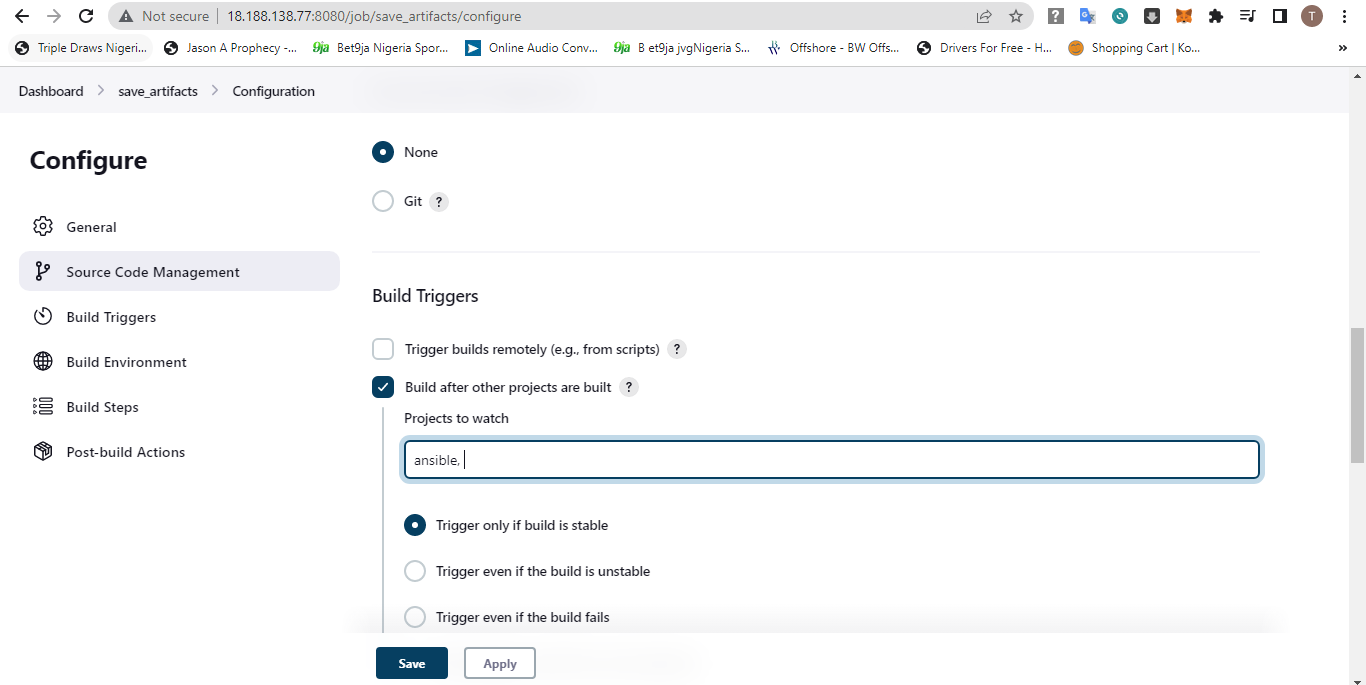 Not secure | 18.188.138.77:8080/job/save_artifacts/configure
T
Triple Draws Nigeri... Jason A Prophecy -... 9ja Bet9ja Nigeria Spor... Online Audio Conv... 9ja B et9ja jvgNigeria S... Offshore - BW Offs... Drivers For Free - H... Shopping Cart | Ko... »
Dashboard > save_artifacts > Configuration
Configure
General
Source Code Management
Build Triggers
Build Environment
Build Steps
Post-build Actions
None
Git ?
Build Triggers
Trigger builds remotely (e.g., from scripts) ?
Build after other projects are built ?
Projects to watch
ansible,
Trigger only if build is stable
Trigger even if the build is unstable
Trigger even if the build fails
Save Apply